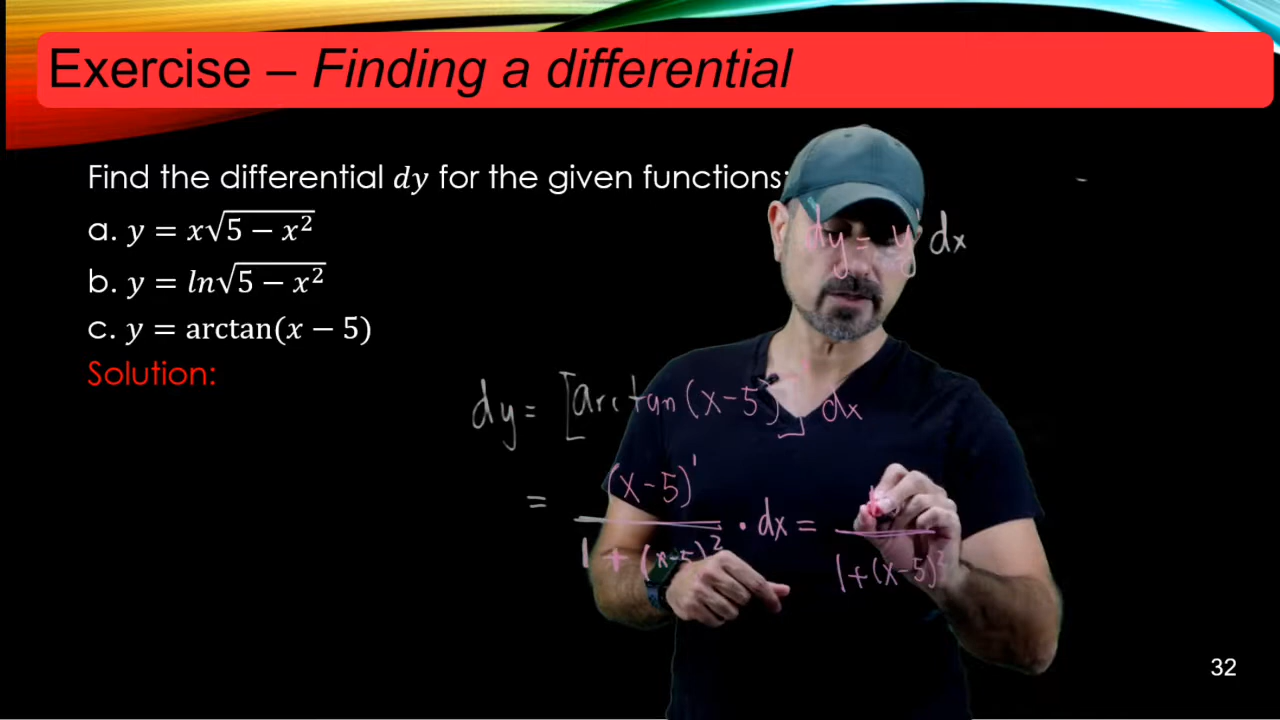 Exercise – Finding a differential
Find the differential dy for the given functions:
a. y = x√(5 − x²)
b. y = ln√(5 − x²)
c. y = arctan(x − 5)
Solution:
dy = y dx
dy = [arctan(x-5)]' dx
= (x-5)' / 1+(x-5)² · dx = / 1+(x-5)²
32